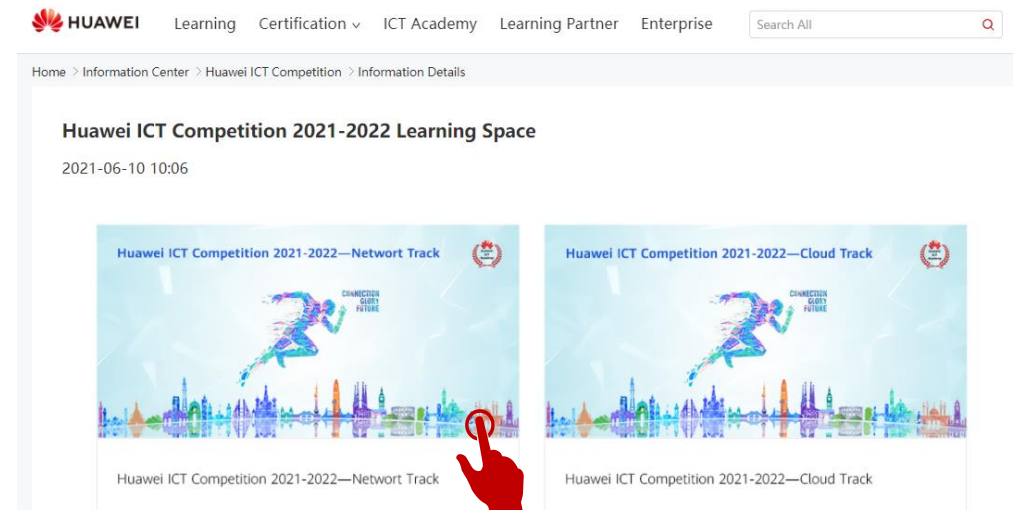 HUAWEI Learning Certification ICT Academy Learning Partner Enterprise Search All
Home > Information Center > Huawei ICT Competition > Information Details
Huawei ICT Competition 2021-2022 Learning Space
2021-06-10 10:06
Huawei ICT Competition 2021-2022—Networt Track
CONNECTION
GLORY
FUTURE
Huawei ICT Competition 2021-2022—Networt Track
Huawei ICT Competition 2021-2022—Cloud Track
CONNECTION
GLORY
FUTURE
Huawei ICT Competition 2021-2022—Cloud Track